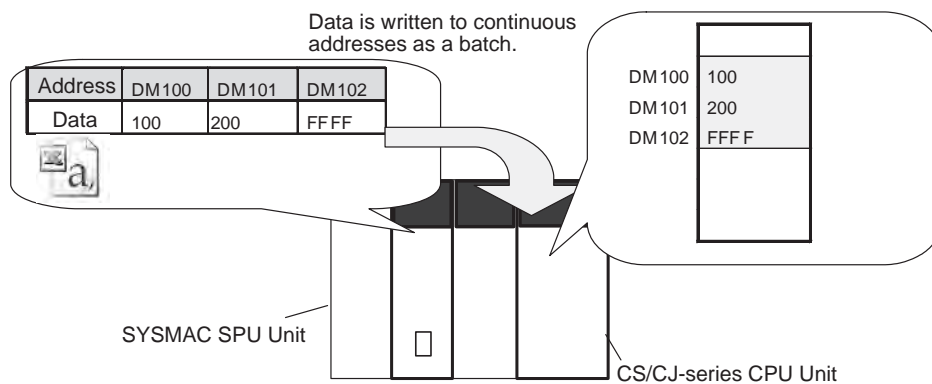 Data is written to continuous
addresses as a batch.
Address DM100 DM101 DM102
Data 100 200 FFFF
a,
DM100 100
DM101 200
DM102 FFFF
SYSMAC SPU Unit
CS/CJ-series CPU Unit